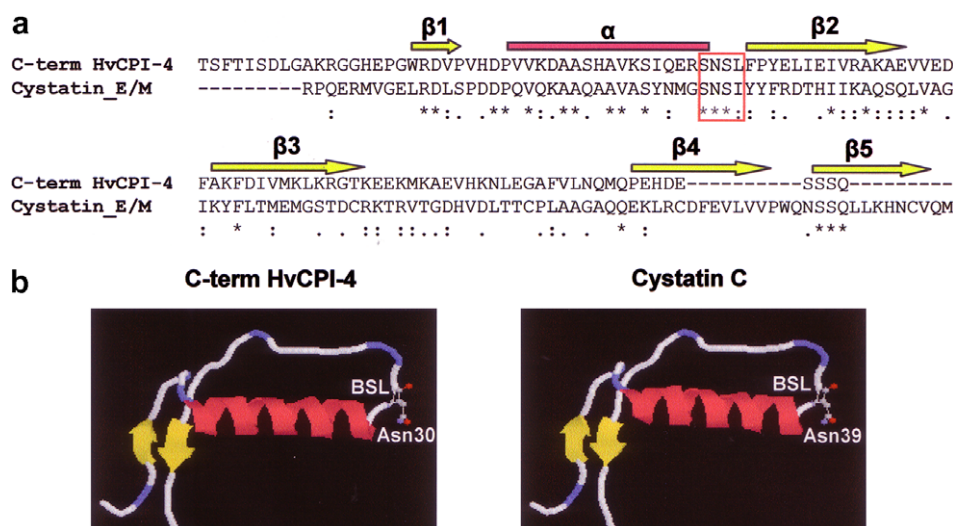 a
β1 α β2
C-term HvCPI-4 TSFTISDLGAKRGGHEPGWRDVPVHDPVVKDAASHAVKSIQERSNSLFPYELIEIVRAKAEVVED
Cystatin_E/M ----------RPQERMVGELRDLSPDDPQVQKAAQAAVASYNMGSNSIYYFRDTHIIKAQSQLVAG
: ** *: . ** *: ** ** * : ***: : . : *: *:::: * .
β3 β4 β5
C-term HvCPI-4 FAKFDIVMKLKRGTKEEKMKAEVHKNLEGAFVLNQMQPEHDE-----------SSSQ----------
Cystatin_E/M IKYFLTMEMGSTDCRKTRVTGDHVDLTTCPLAAGAQQEKLRCDFEVLVVPWQNSSQLLKHNCVQM
: * : . . :: :: . : . . . * : ***
b
C-term HvCPI-4 Cystatin C
BSL BSL
Asn30 Asn39